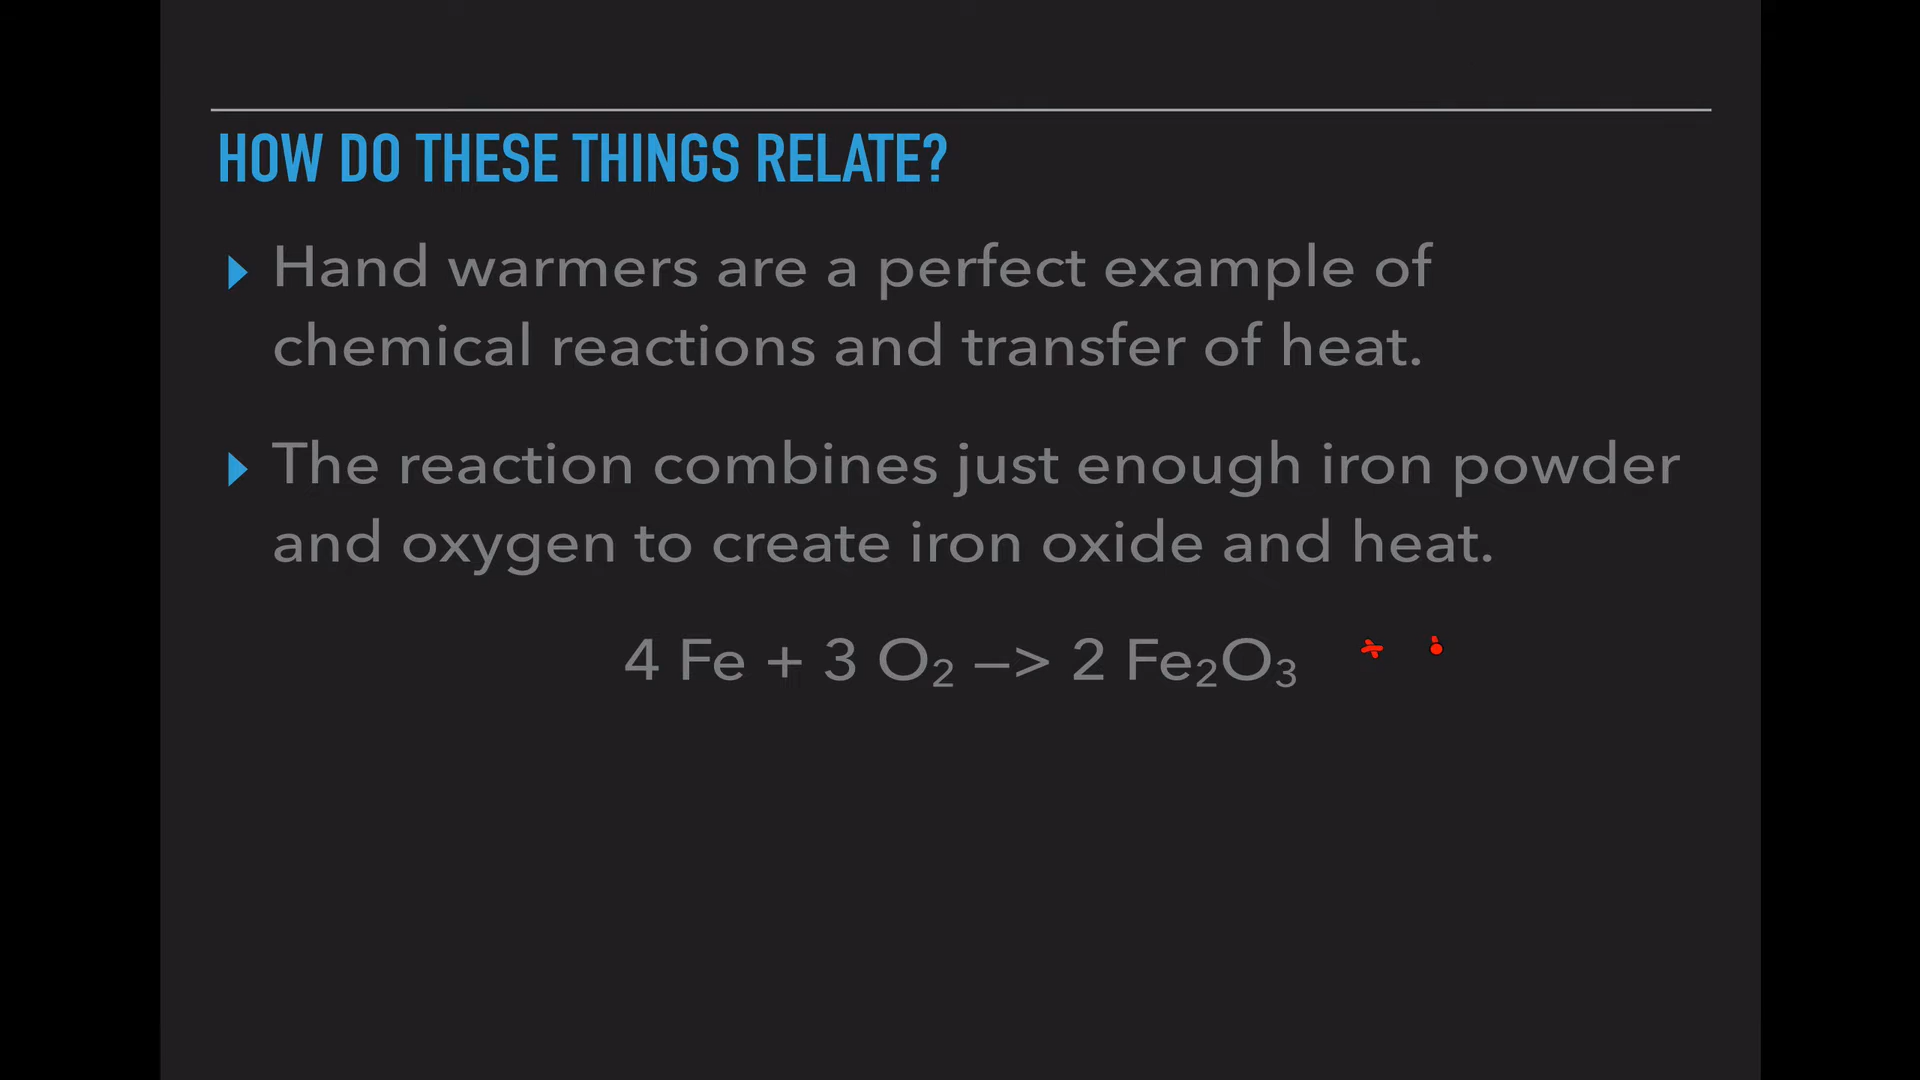 HOW DO THESE THINGS RELATE?
Hand warmers are a perfect example of
chemical reactions and transfer of heat.
The reaction combines just enough iron powder
and oxygen to create iron oxide and heat.
4 Fe + 3 O₂ —> 2 Fe₂O₃ +